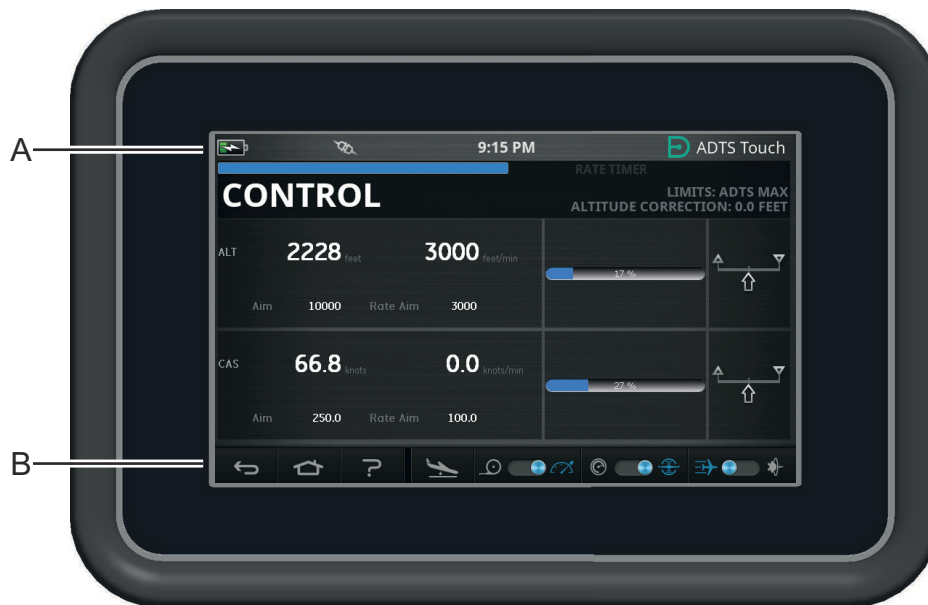 A
9:15 PM
ADTS Touch
RATE TIMER
CONTROL
LIMITS: ADTS MAX
ALTITUDE CORRECTION: 0.0 FEET
ALT 2228 feet 3000 feet/min
17 %
Aim 10000 Rate Aim 3000
CAS 66.8 knots 0.0 knots/min
27 %
Aim 250.0 Rate Aim 100.0
B
?